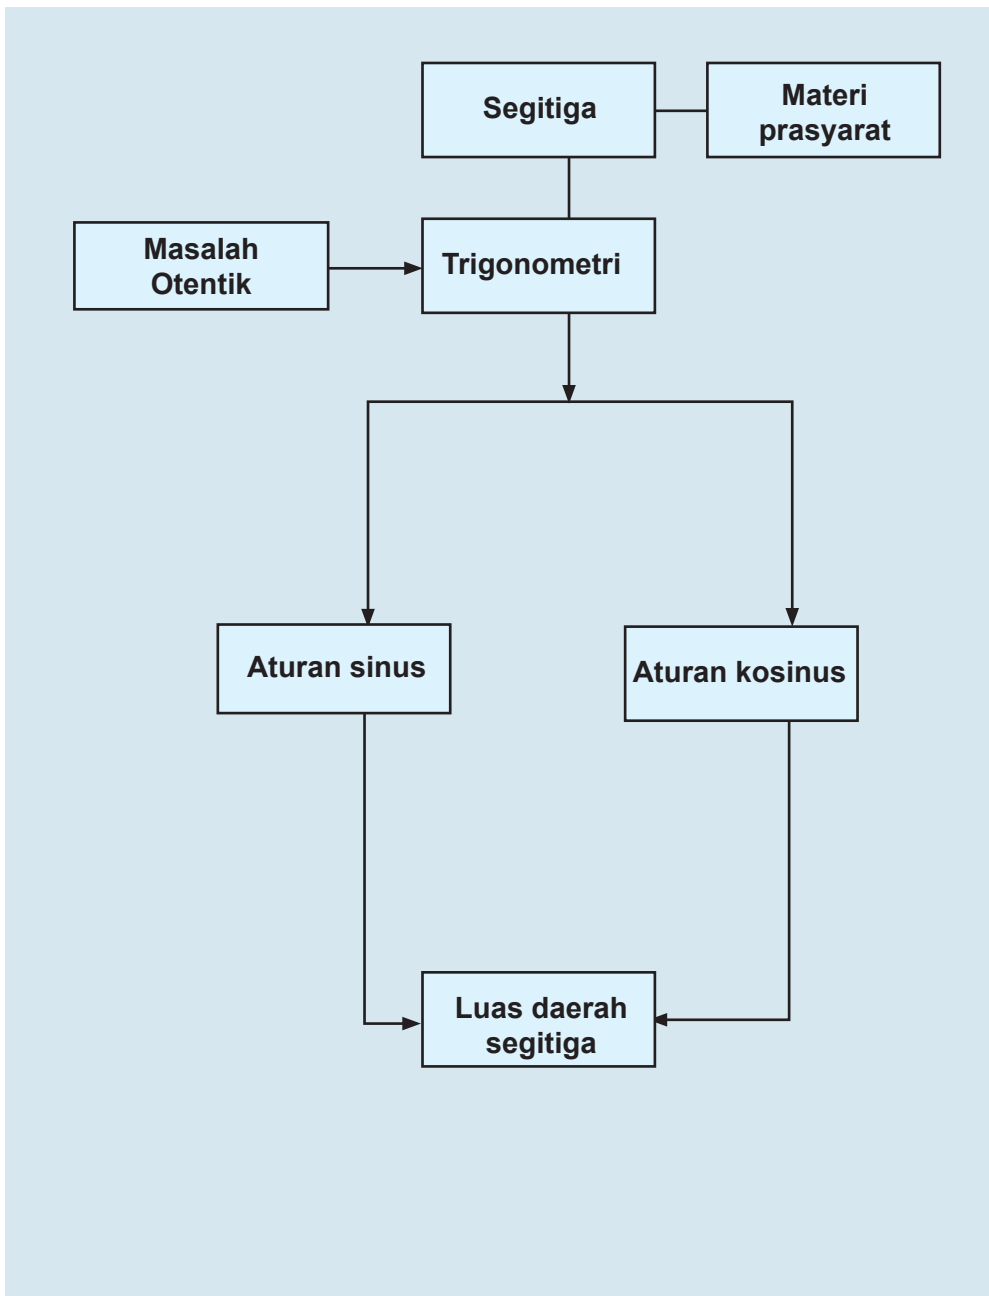 Segitiga
Materi
prasyarat
Masalah
Otentik
Trigonometri
Aturan sinus
Aturan kosinus
Luas daerah
segitiga